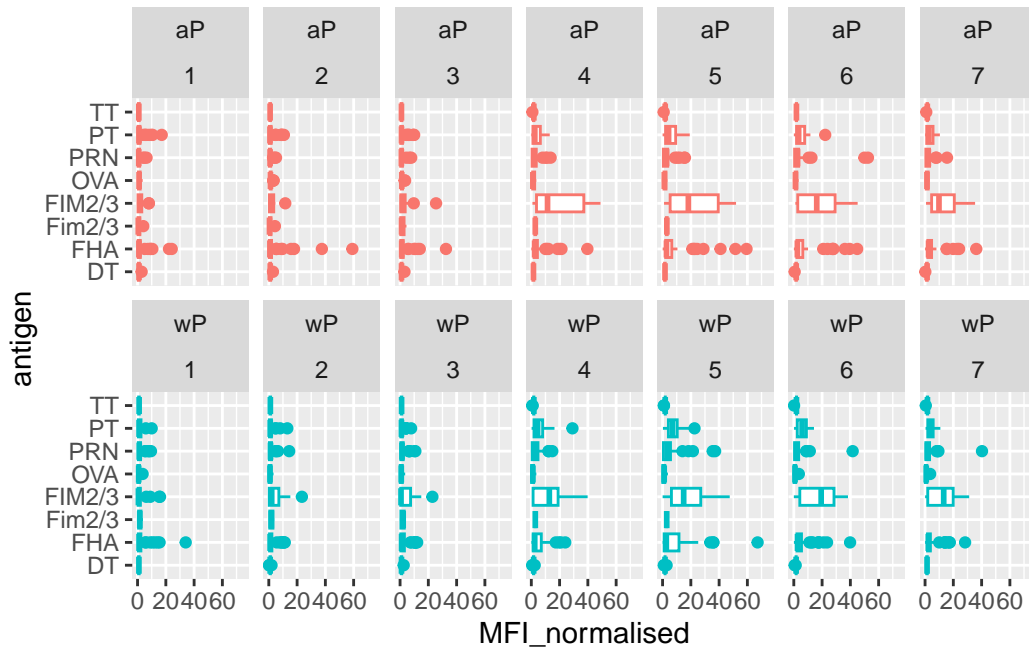 aP aP aP aP aP aP aP
1 2 3 4 5 6 7
TT
PT
PRN
OVA
FIM2/3
Fim2/3
FHA
DT
antigen
wP wP wP wP wP wP wP
1 2 3 4 5 6 7
TT
PT
PRN
OVA
FIM2/3
Fim2/3
FHA
DT
0 204060 0 204060 0 204060 0 204060 0 204060 0 204060 0 204060
MFI_normalised